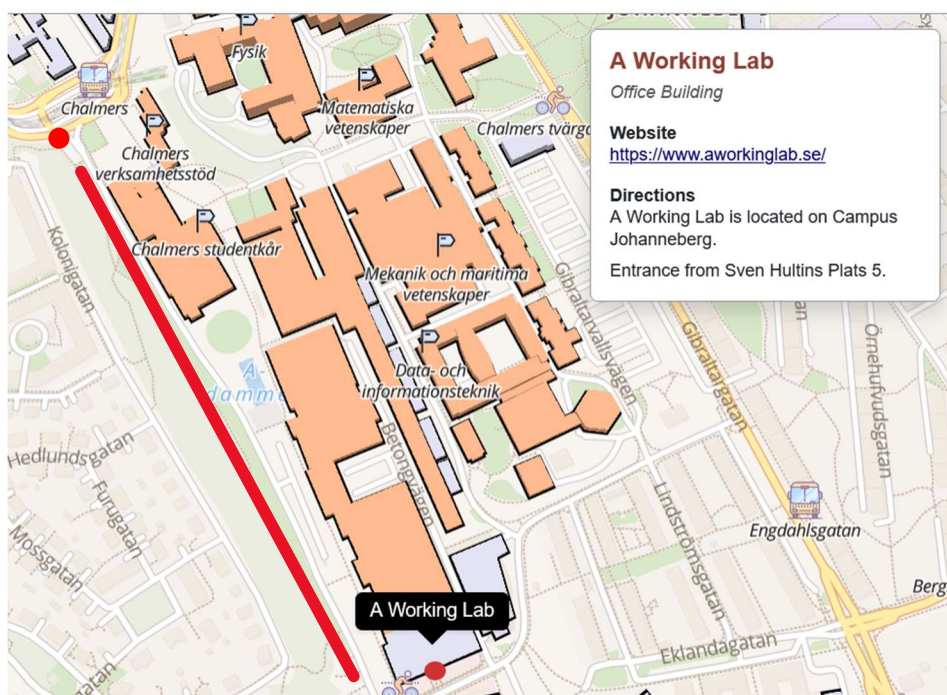 Fysik
Chalmers
Matematiska
vetenskaper
Chalmers tvärga
Chalmers
verksamhetsstöd
Chalmers studentkår
Kolonigatan
Mekanik och maritima
vetenskaper
Gibraltarvallsvägen
Gibraltargatan
Örnehufvudsgatan
A-
damm
Data- och
informationsteknik
Betongvägen
Hedlundsgatan
Furugatan
Mossgatan
Lindströmsgatan
Engdahlsgatan
Berg
Eklandagatan
A Working Lab
A Working Lab
Office Building
Website
https://www.aworkinglab.se/
Directions
A Working Lab is located on Campus
Johanneberg.
Entrance from Sven Hultins Plats 5.